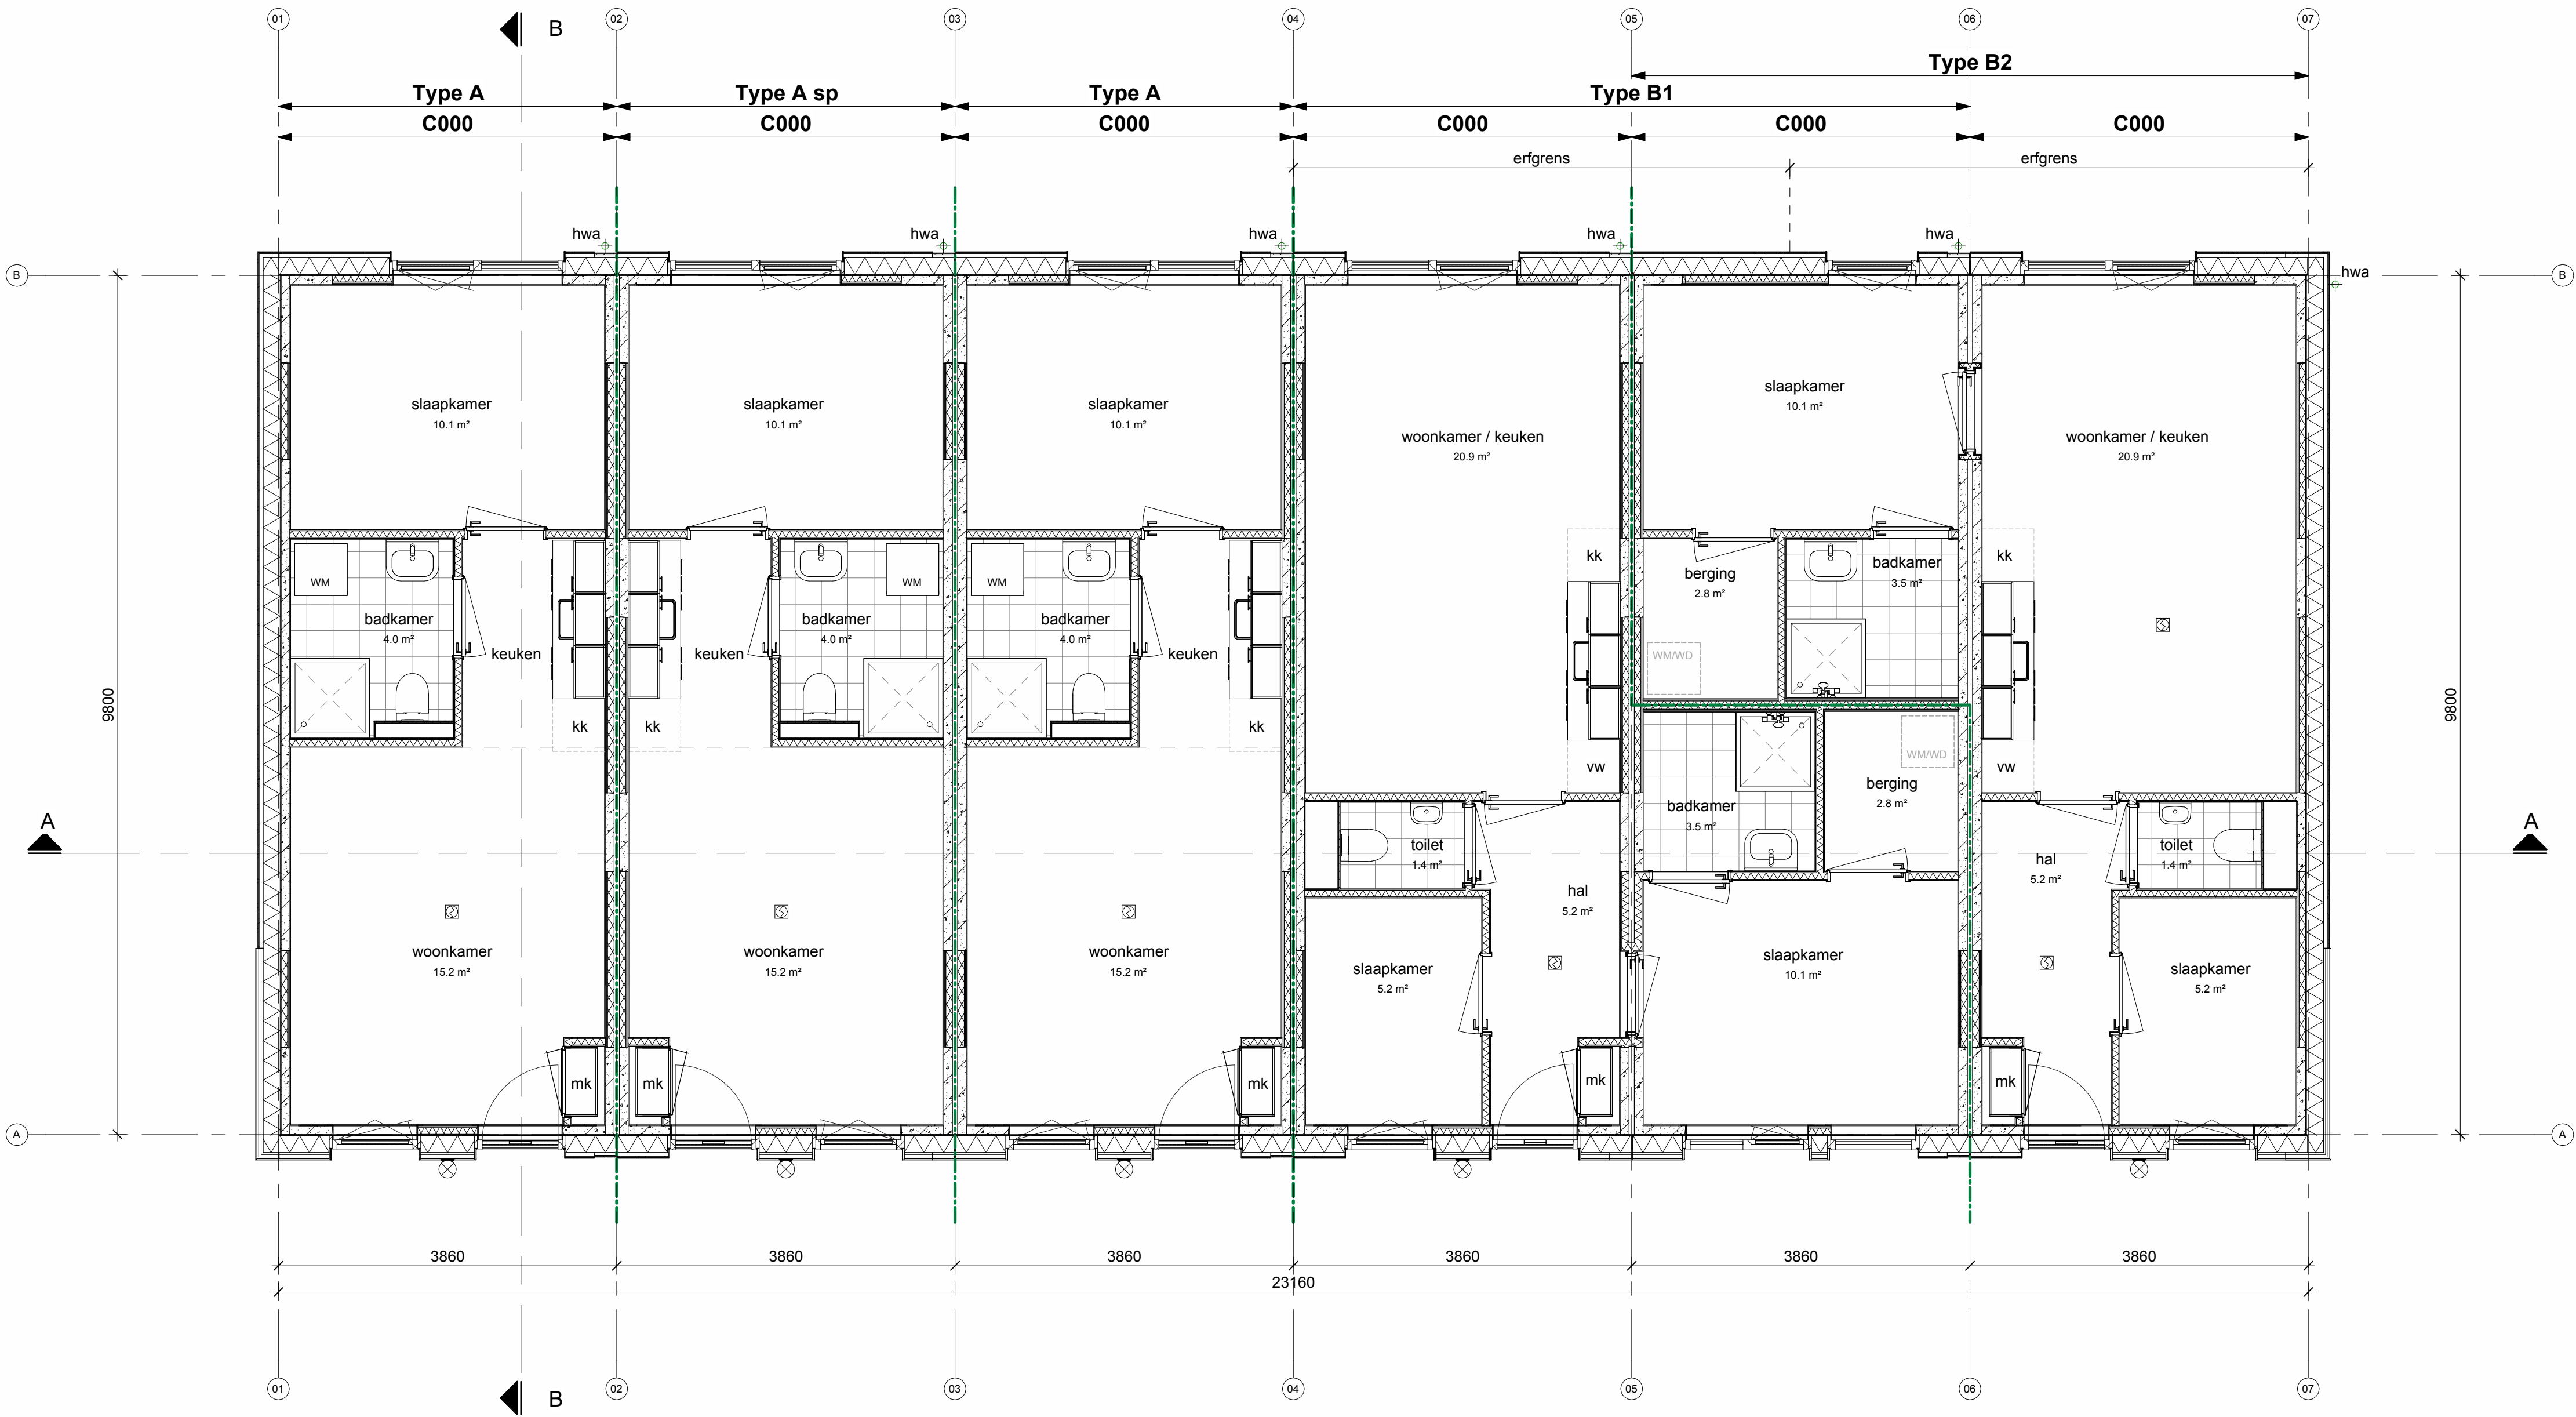 01
02
03
04
05
06
07
B
Type B2
Type A
Type A sp
Type A
Type B1
C000
C000
C000
C000
C000
C000
erfgrens
erfgrens
hwa
hwa
hwa
hwa
hwa
hwa
B
B
slaapkamer
10.1 m²
slaapkamer
10.1 m²
slaapkamer
10.1 m²
woonkamer / keuken
20.9 m²
slaapkamer
10.1 m²
woonkamer / keuken
20.9 m²
WM
WM
WM
kk
kk
berging
2.8 m²
badkamer
3.5 m²
badkamer
4.0 m²
badkamer
4.0 m²
badkamer
4.0 m²
keuken
keuken
keuken
WM/WD
9800
9800
kk
kk
kk
WM/WD
vw
vw
berging
2.8 m²
badkamer
3.5 m²
A
A
toilet
1.4 m²
toilet
1.4 m²
hal
5.2 m²
hal
5.2 m²
woonkamer
15.2 m²
woonkamer
15.2 m²
woonkamer
15.2 m²
slaapkamer
5.2 m²
slaapkamer
10.1 m²
slaapkamer
5.2 m²
mk
mk
mk
mk
mk
A
A
3860
3860
3860
3860
3860
3860
23160
01
02
03
04
05
06
07
B